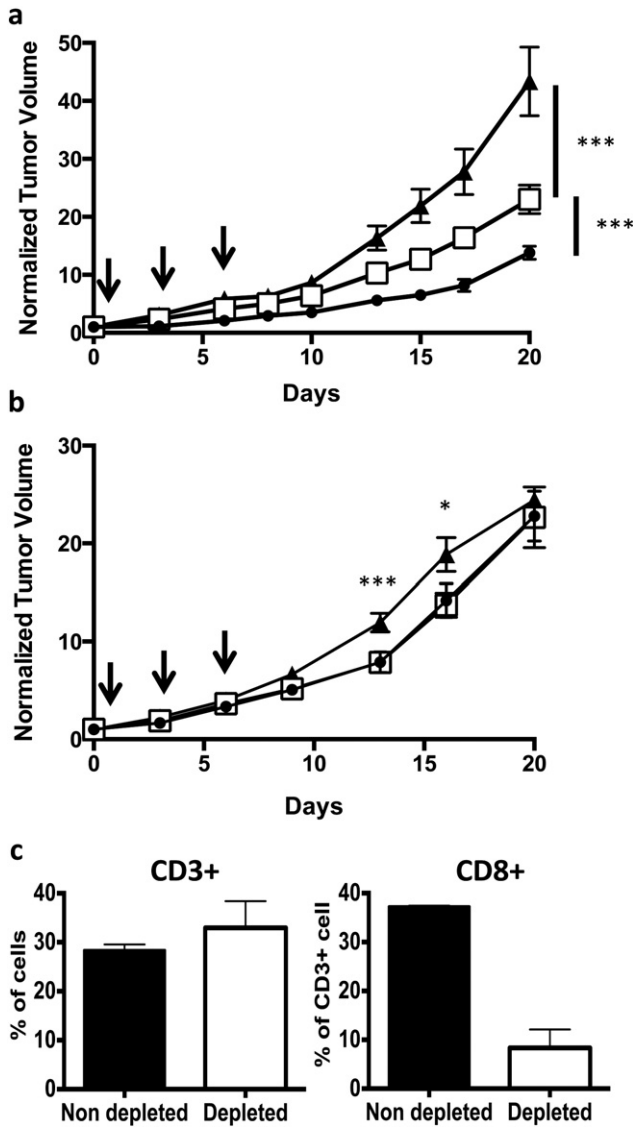 a
Normalized Tumor Volume
50
40
30
20
10
0
***
***
0 5 10 15 20
Days
b
Normalized Tumor Volume
30
20
10
0
***
*
0 5 10 15 20
Days
c
CD3+
% of cells
40
30
20
10
0
Non depleted Depleted
CD8+
% of CD3+ cell
40
30
20
10
0
Non depleted Depleted